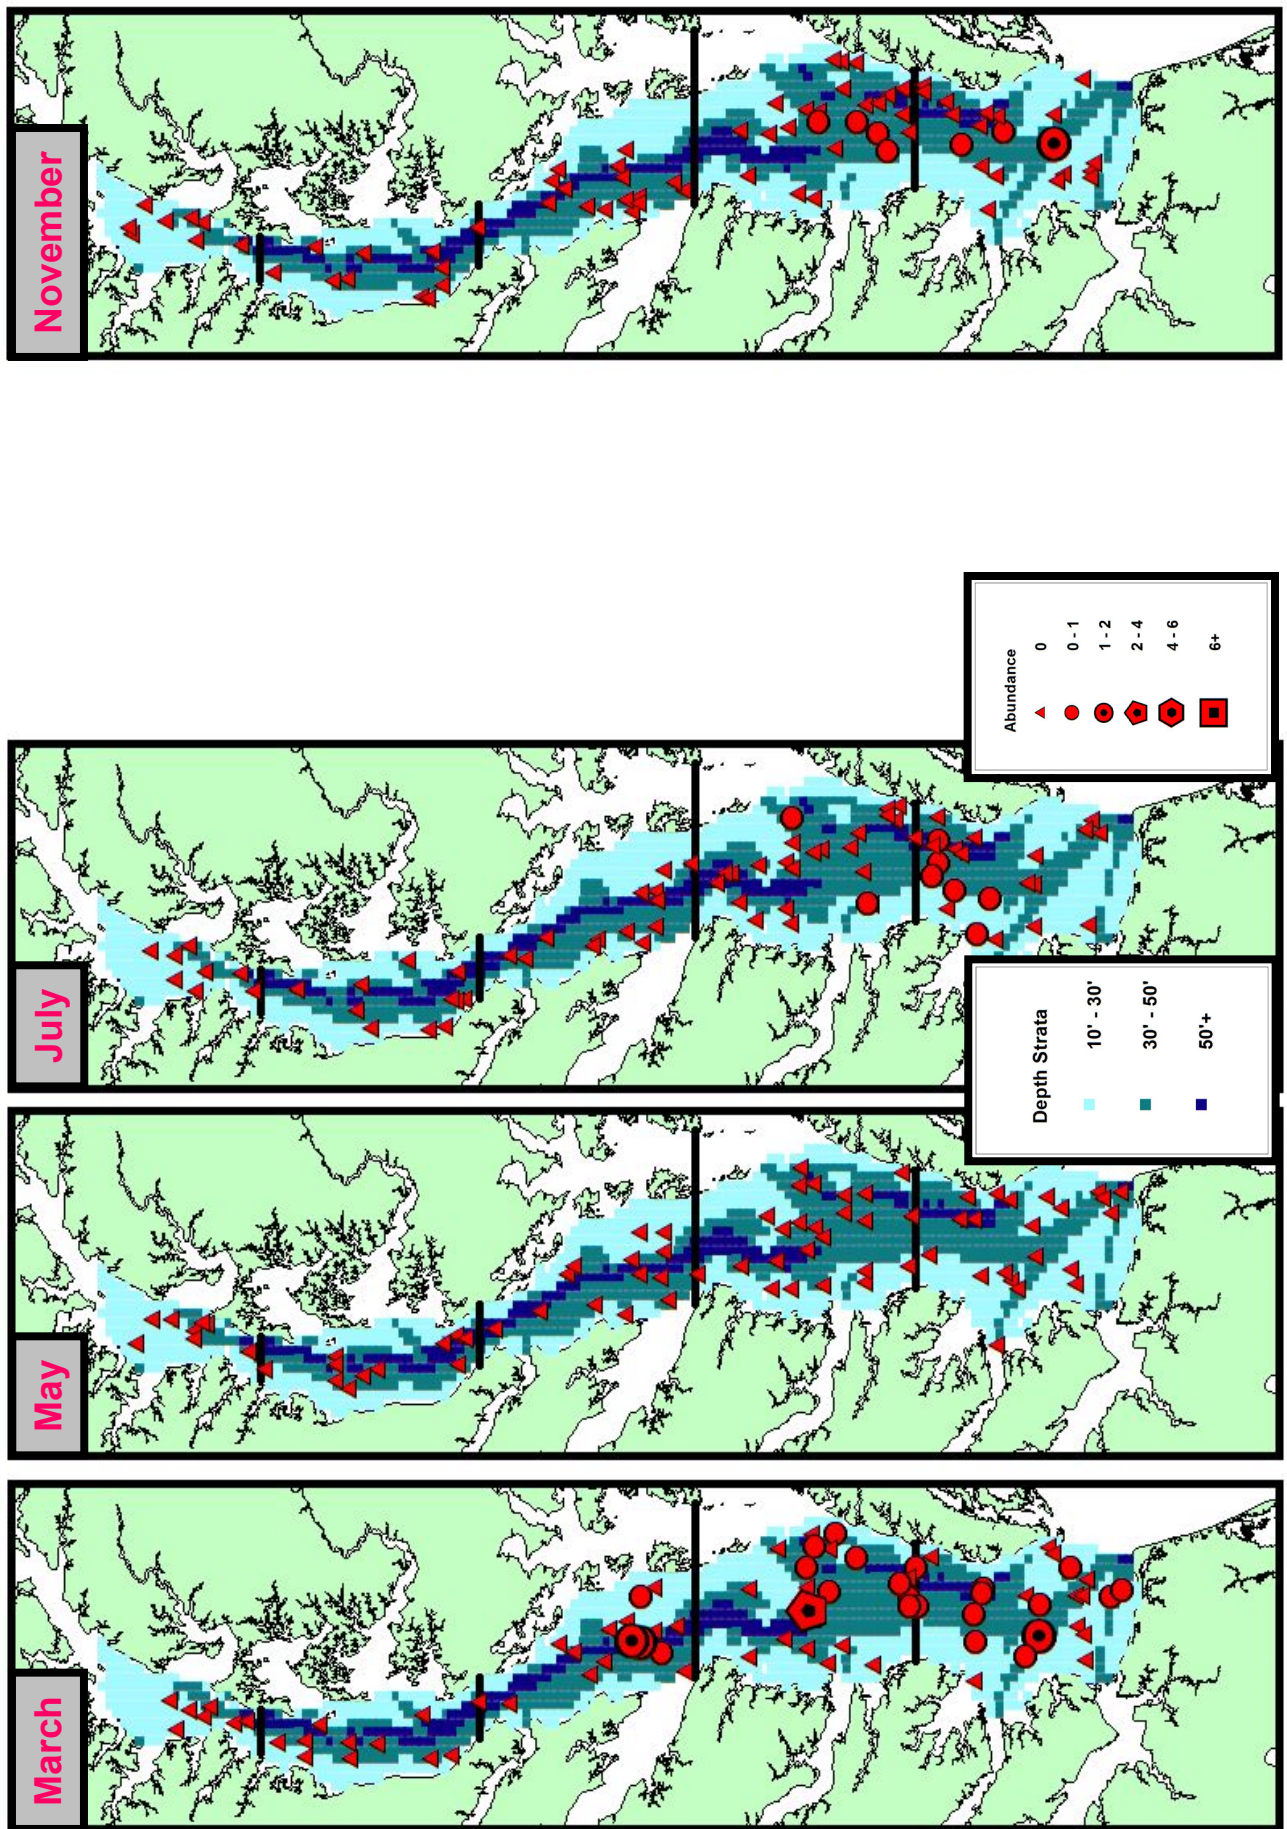 March
May
July
November
Depth Strata
10' - 30'
30' - 50'
50'+
Abundance
0
0 - 1
1 - 2
2 - 4
4 - 6
6+